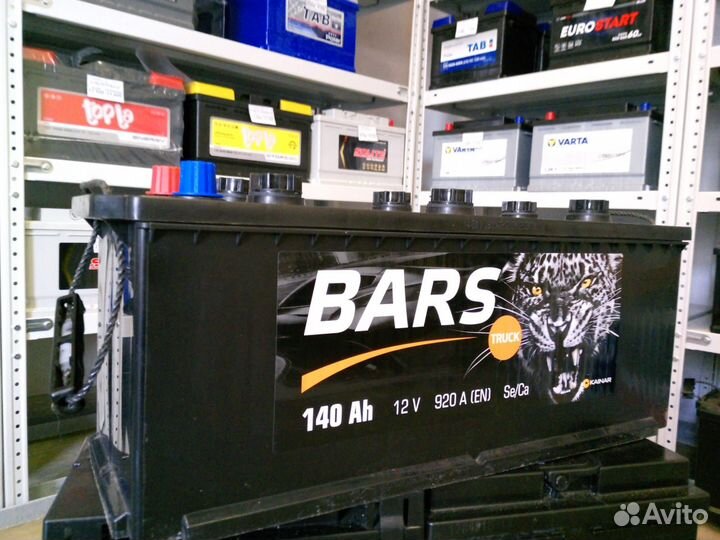 TAB
EUROSTART
TAB
VARTA
VARTA
BARS
TRUCK
KAINAR
140 Ah 12 V 920 A (EN) Se/Ca
Avito